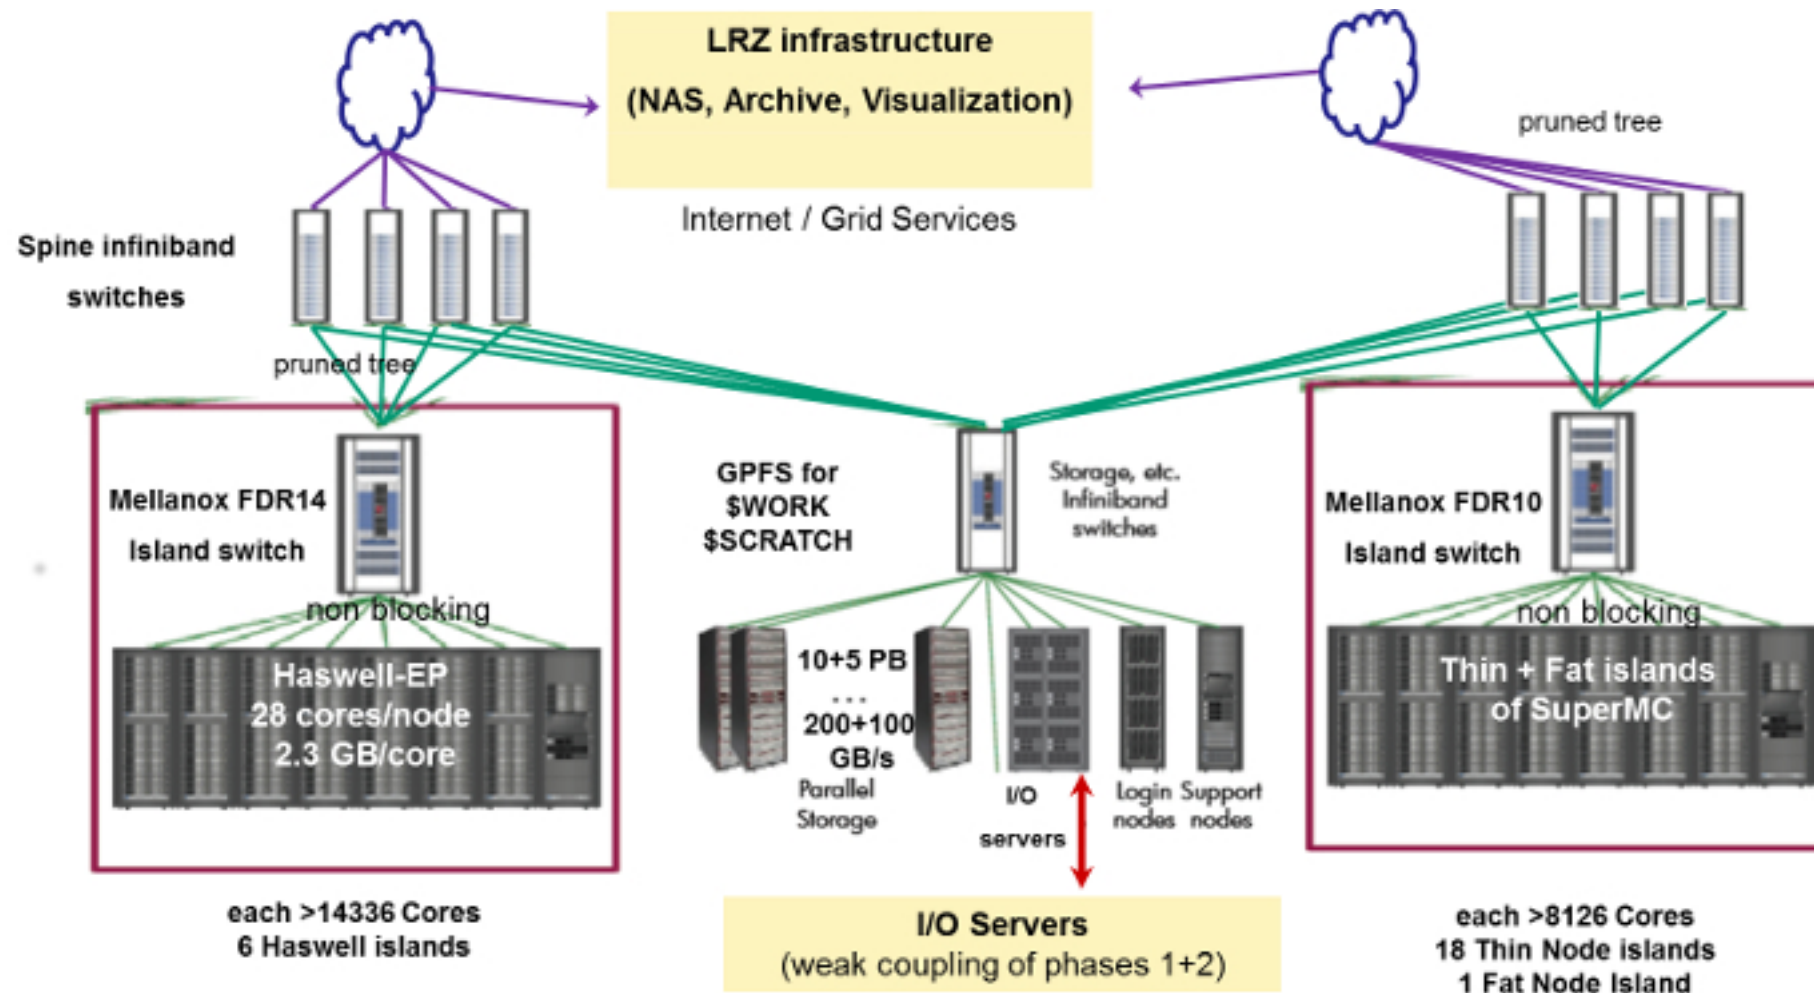 LRZ infrastructure
(NAS, Archive, Visualization)
pruned tree
Internet / Grid Services
Spine infiniband
switches
pruned tree
Mellanox FDR14
Island switch
non blocking
Haswell-EP
28 cores/node
2.3 GB/core
each >14336 Cores
6 Haswell islands
GPFS for
$WORK
$SCRATCH
Storage, etc.
Infiniband
switches
10+5 PB
...
200+100
GB/s
Parallel
Storage
I/O
servers
Login
nodes
Support
nodes
I/O Servers
(weak coupling of phases 1+2)
Mellanox FDR10
Island switch
non blocking
Thin + Fat islands
of SuperMC
each >8126 Cores
18 Thin Node islands
1 Fat Node Island